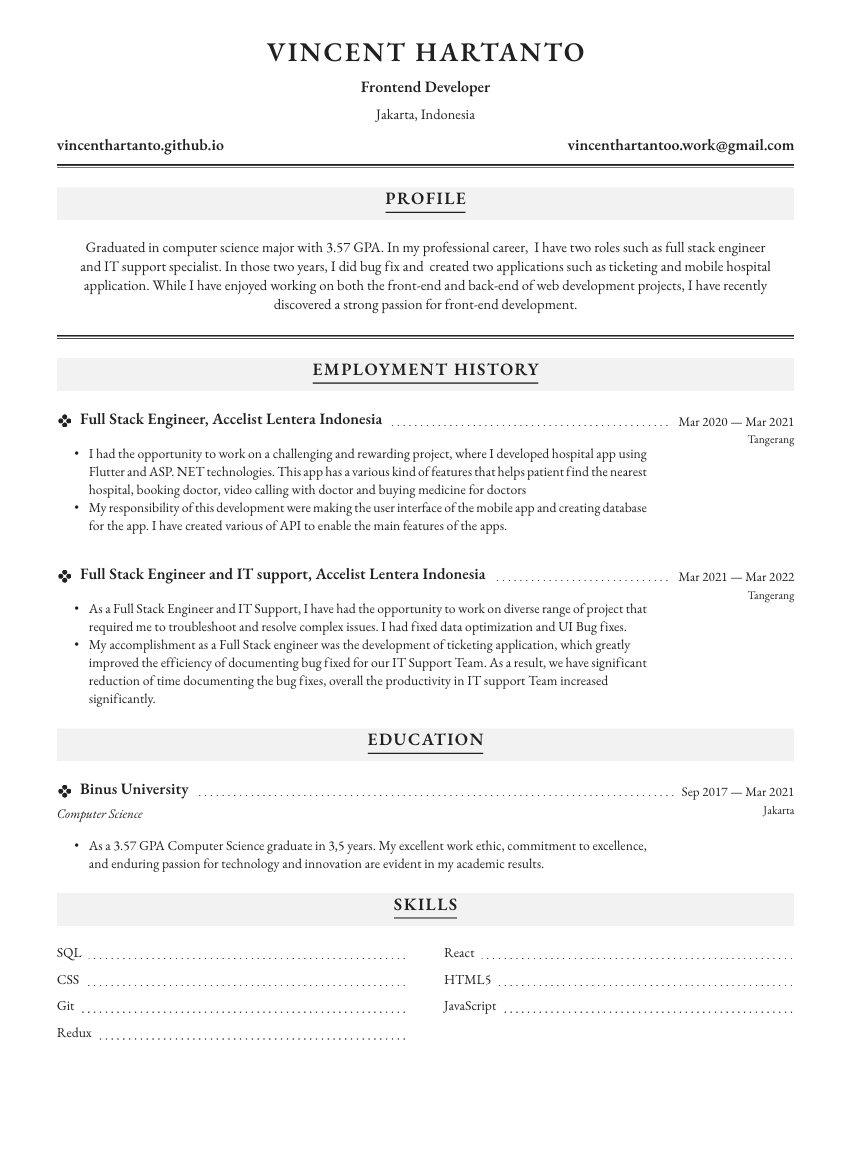 VINCENT HARTANTO
Frontend Developer
Jakarta, Indonesia
vincenthartanto.github.io
vincenthartantoo.work@gmail.com
PROFILE
Graduated in computer science major with 3.57 GPA. In my professional career,  I have two roles such as full stack engineer
and IT support specialist. In those two years, I did bug fix and  created two applications such as ticketing and mobile hospital
application. While I have enjoyed working on both the front-end and back-end of web development projects, I have recently
discovered a strong passion for front-end development.
EMPLOYMENT HISTORY
Full Stack Engineer, Accelist Lentera Indonesia
Mar 2020 — Mar 2021
Tangerang
• I had the opportunity to work on a challenging and rewarding project, where I developed hospital app using
Flutter and ASP. NET technologies. This app has a various kind of features that helps patient find the nearest
hospital, booking doctor, video calling with doctor and buying medicine for doctors
• My responsibility of this development were making the user interface of the mobile app and creating database
for the app. I have created various of API to enable the main features of the apps.
Full Stack Engineer and IT support, Accelist Lentera Indonesia
Mar 2021 — Mar 2022
Tangerang
• As a Full Stack Engineer and IT Support, I have had the opportunity to work on diverse range of project that
required me to troubleshoot and resolve complex issues. I had fixed data optimization and UI Bug fixes.
• My accomplishment as a Full Stack engineer was the development of ticketing application, which greatly
improved the efficiency of documenting bug fixed for our IT Support Team. As a result, we have significant
reduction of time documenting the bug fixes, overall the productivity in IT support Team increased
significantly.
EDUCATION
Binus University
Sep 2017 — Mar 2021
Computer Science
Jakarta
• As a 3.57 GPA Computer Science graduate in 3,5 years. My excellent work ethic, commitment to excellence,
and enduring passion for technology and innovation are evident in my academic results.
SKILLS
SQL
React
CSS
HTML5
Git
JavaScript
Redux